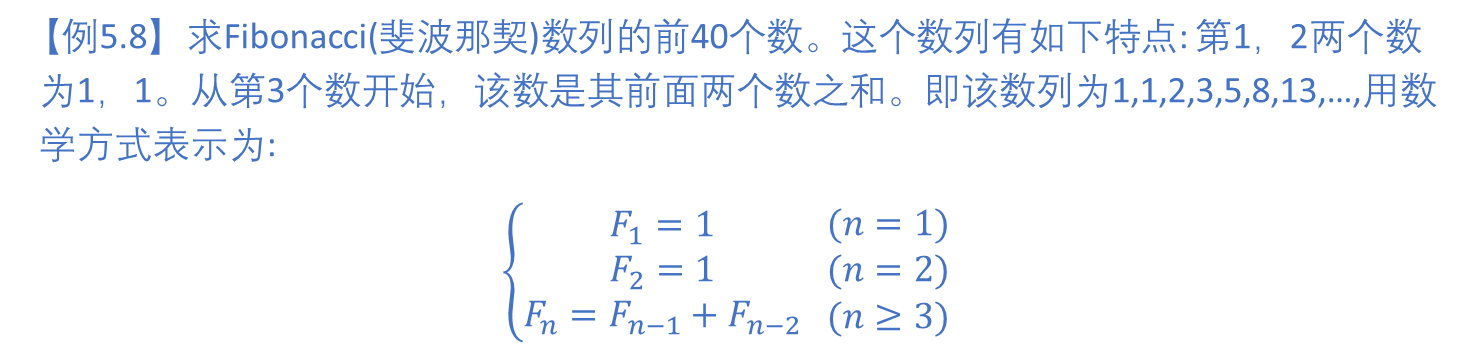 【例5.8】求Fibonacci(斐波那契)数列的前40个数。这个数列有如下特点：第1，2两个数
为1，1。从第3个数开始，该数是其前面两个数之和。即该数列为1,1,2,3,5,8,13,…,用数
学方式表示为：
F₁ = 1 (n = 1)
F₂ = 1 (n = 2)
Fₙ = Fₙ₋₁ + Fₙ₋₂ (n ≥ 3)